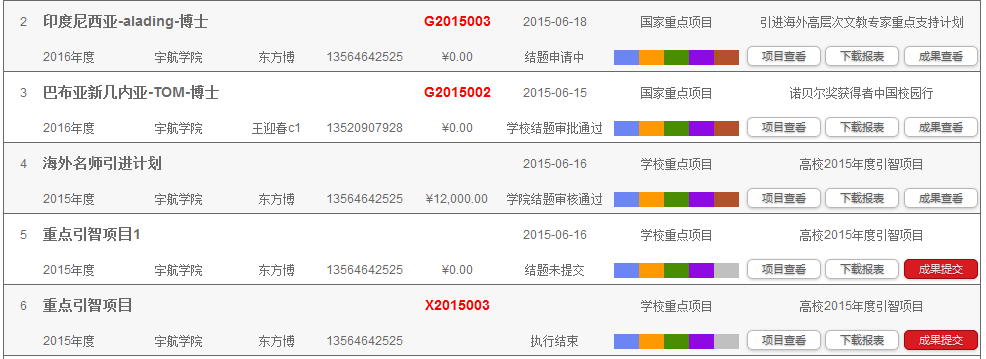 2 印度尼西亚-alading-博士 G2015003 2015-06-18 国家重点项目 引进海外高层次文教专家重点支持计划
2016年度 宇航学院 东方博 13564642525 ¥0.00 结题申请中 项目查看 下载报表 成果查看
3 巴布亚新几内亚-TOM-博士 G2015002 2015-06-15 国家重点项目 诺贝尔奖获得者中国校园行
2016年度 宇航学院 王迎春c1 13520907928 ¥0.00 学校结题审批通过 项目查看 下载报表 成果查看
4 海外名师引进计划 2015-06-16 学校重点项目 高校2015年度引智项目
2015年度 宇航学院 东方博 13564642525 ¥12,000.00 学院结题审核通过 项目查看 下载报表 成果查看
5 重点引智项目1 2015-06-16 学校重点项目 高校2015年度引智项目
2015年度 宇航学院 东方博 13564642525 ¥0.00 结题未提交 项目查看 下载报表 成果提交
6 重点引智项目 X2015003 学校重点项目 高校2015年度引智项目
2015年度 宇航学院 东方博 13564642525 执行结束 项目查看 下载报表 成果提交